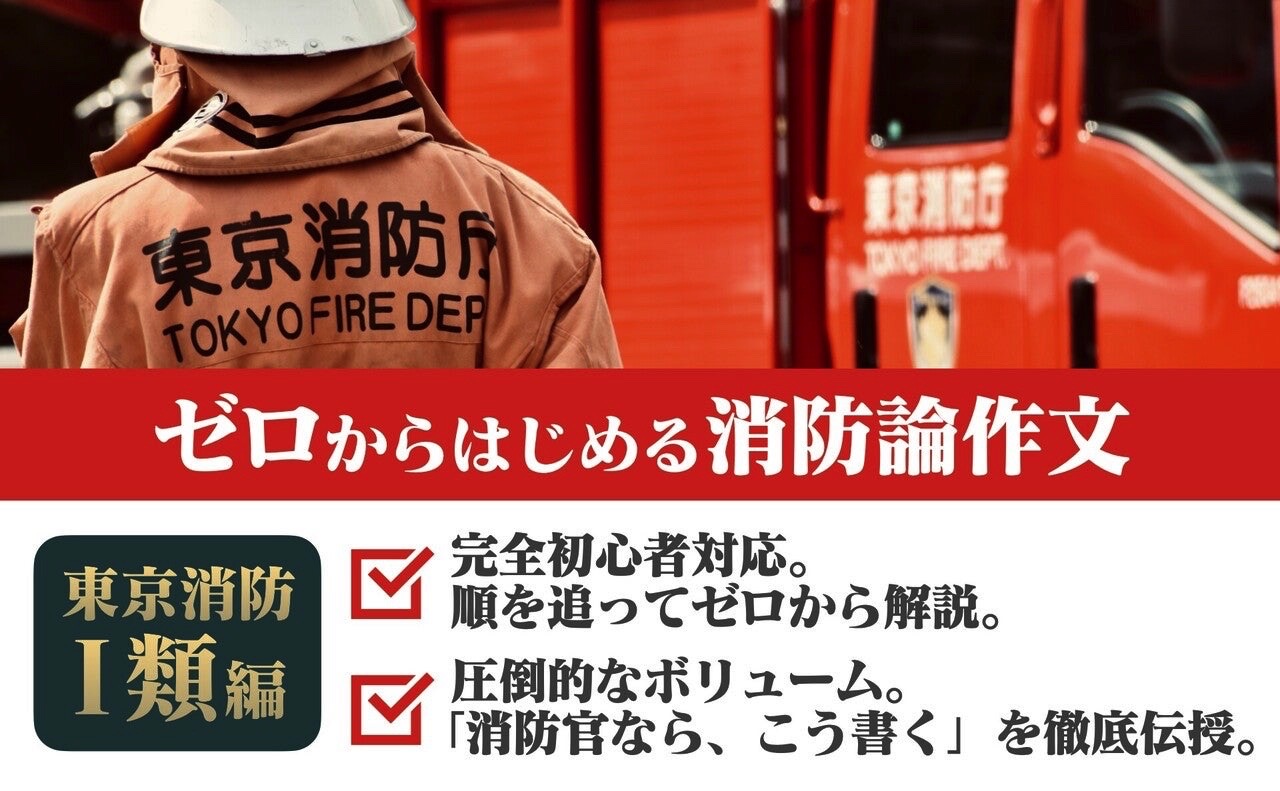 東京消防庁
TOKYO FIRE DEP
東京消防庁
TOKYO FIRE DEPT.
ゼロからはじめる消防論作文
東京消防
I類編
完全初心者対応。
順を追ってゼロから解説。
圧倒的なボリューム。
「消防官なら、こう書く」を徹底伝授。